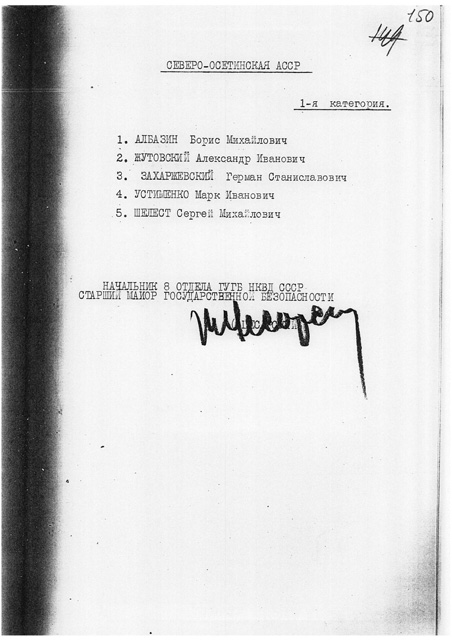 150
149
СЕВЕРО-ОСЕТИНСКАЯ АССР
1-я категория.
1. АЛБАЗИН Борис Михайлович
2. ЖУТОВСКИЙ Александр Иванович
3. ЗАХАРЖЕВСКИЙ Герман Станиславович
4. УСТИМЕНКО Марк Иванович
5. ШЕЛЕСТ Сергей Михайлович
НАЧАЛЬНИК 8 ОТДЕЛА ГУГБ НКВД СССР
СТАРШИЙ МАЙОР ГОСУДАРСТВЕННОЙ БЕЗОПАСНОСТИ